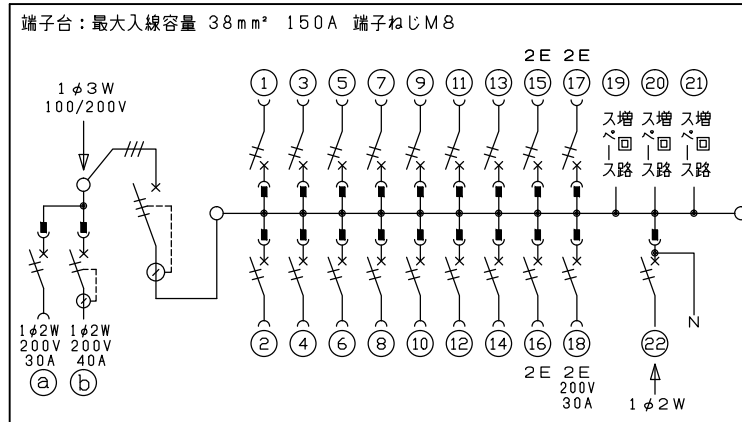 端子台：最大入線容量 38mm² 150A 端子ねじM8
1φ3W
100/200V
2E 2E
1 3 5 7 9 11 13 15 17 19 20 21
増回路スペース 増回路スペース 増回路スペース
1φ2W
200V
30A
a
1φ2W
200V
40A
b
2 4 6 8 10 12 14 16 18 22
N
2E 2E
200V
30A
1φ2W